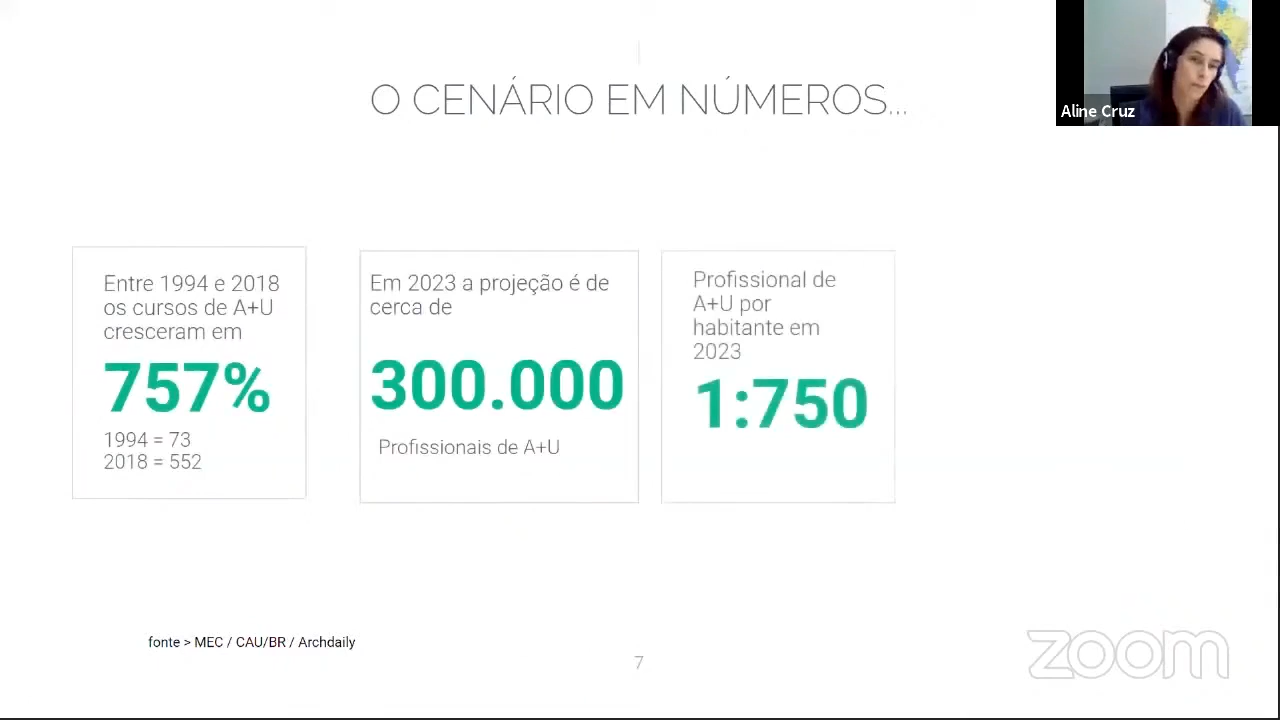 O CENÁRIO EM NÚMEROS...
Aline Cruz
Entre 1994 e 2018
os cursos de A+U
cresceram em
757%
1994 = 73
2018 = 552
Em 2023 a projeção é de
cerca de
300.000
Profissionais de A+U
Profissional de
A+U por
habitante em
2023
1:750
fonte > MEC / CAU/BR / Archdaily
7
zoom